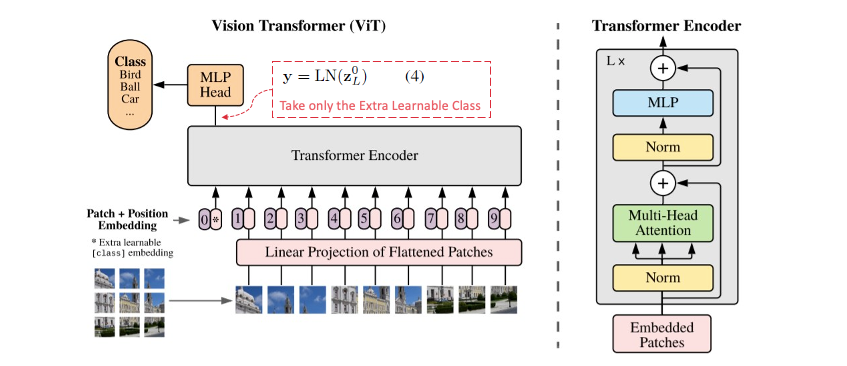 Vision Transformer (ViT)
Class
Bird
Ball
Car
...
MLP
Head
y = LN(z⁰_L) (4)
Take only the Extra Learnable Class
Transformer Encoder
Patch + Position
Embedding
0 * 1 2 3 4 5 6 7 8 9
* Extra learnable
[class] embedding
Linear Projection of Flattened Patches
Transformer Encoder
L ×
+
MLP
Norm
+
Multi-Head
Attention
Norm
Embedded
Patches